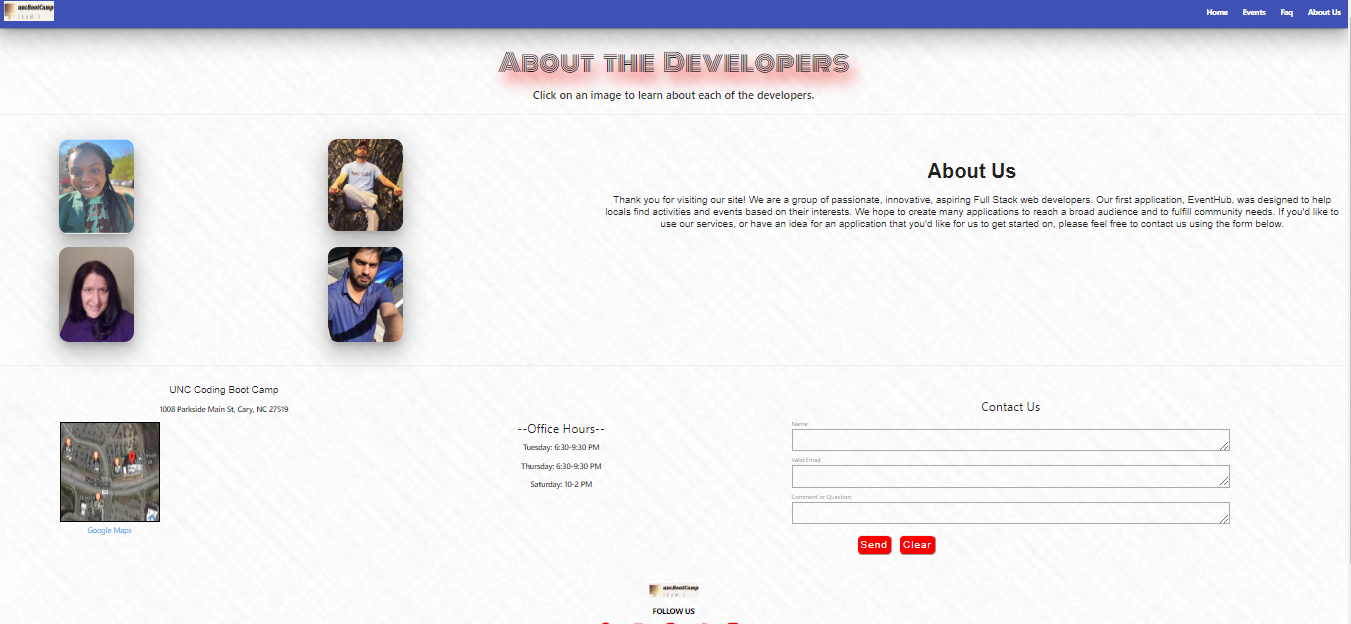 uncBootCamp
TEAM-3
Home Events Faq About Us
About the Developers
Click on an image to learn about each of the developers.
About Us
Thank you for visiting our site! We are a group of passionate, innovative, aspiring Full Stack web developers. Our first application, EventHub, was designed to help
locals find activities and events based on their interests. We hope to create many applications to reach a broad audience and to fulfill community needs. If you'd like to
use our services, or have an idea for an application that you'd like for us to get started on, please feel free to contact us using the form below.
UNC Coding Boot Camp
1008 Parkside Main St, Cary, NC 27519
Google Maps
--Office Hours--
Tuesday: 6:30-9:30 PM
Thursday: 6:30-9:30 PM
Saturday: 10-2 PM
Contact Us
Name:
Valid Email:
Comment or Question:
Send Clear
uncBootCamp
TEAM-3
FOLLOW US